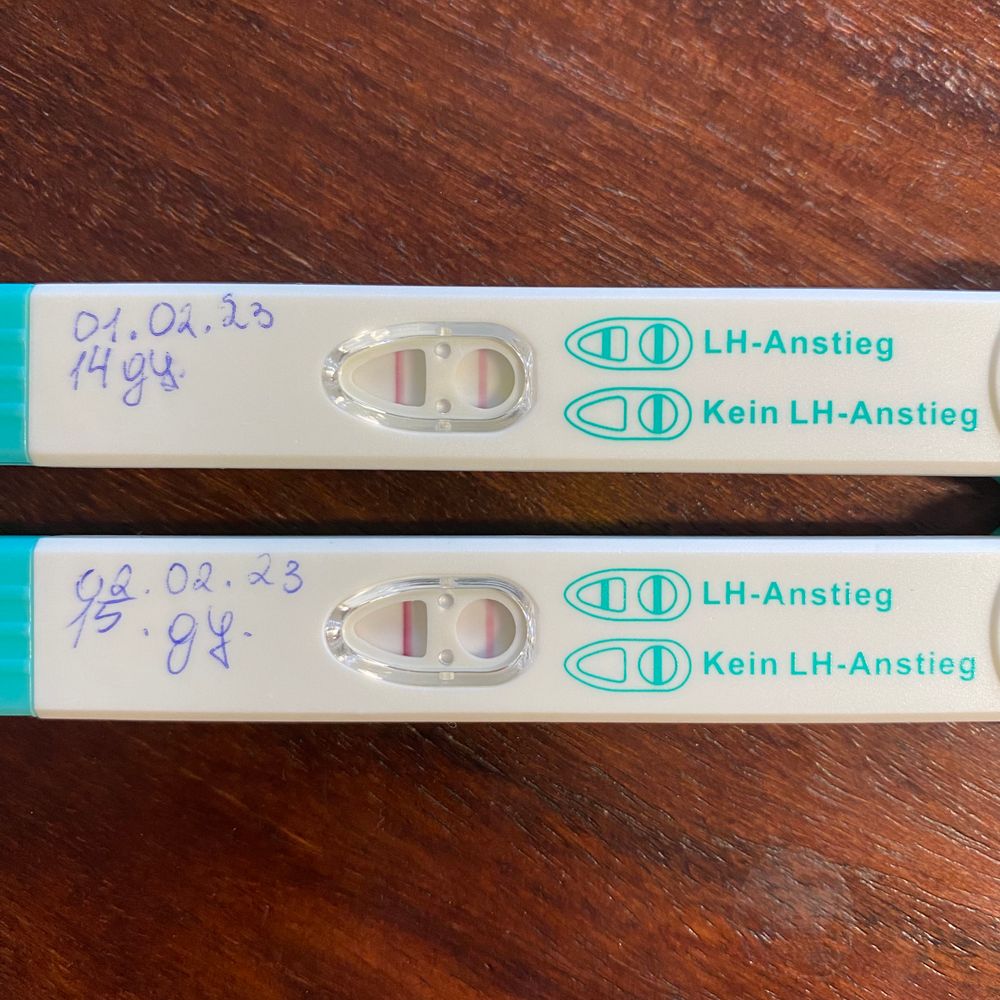 01.02.23
14 дц.
LH-Anstieg
Kein LH-Anstieg
02.02.23
15. дц.
LH-Anstieg
Kein LH-Anstieg